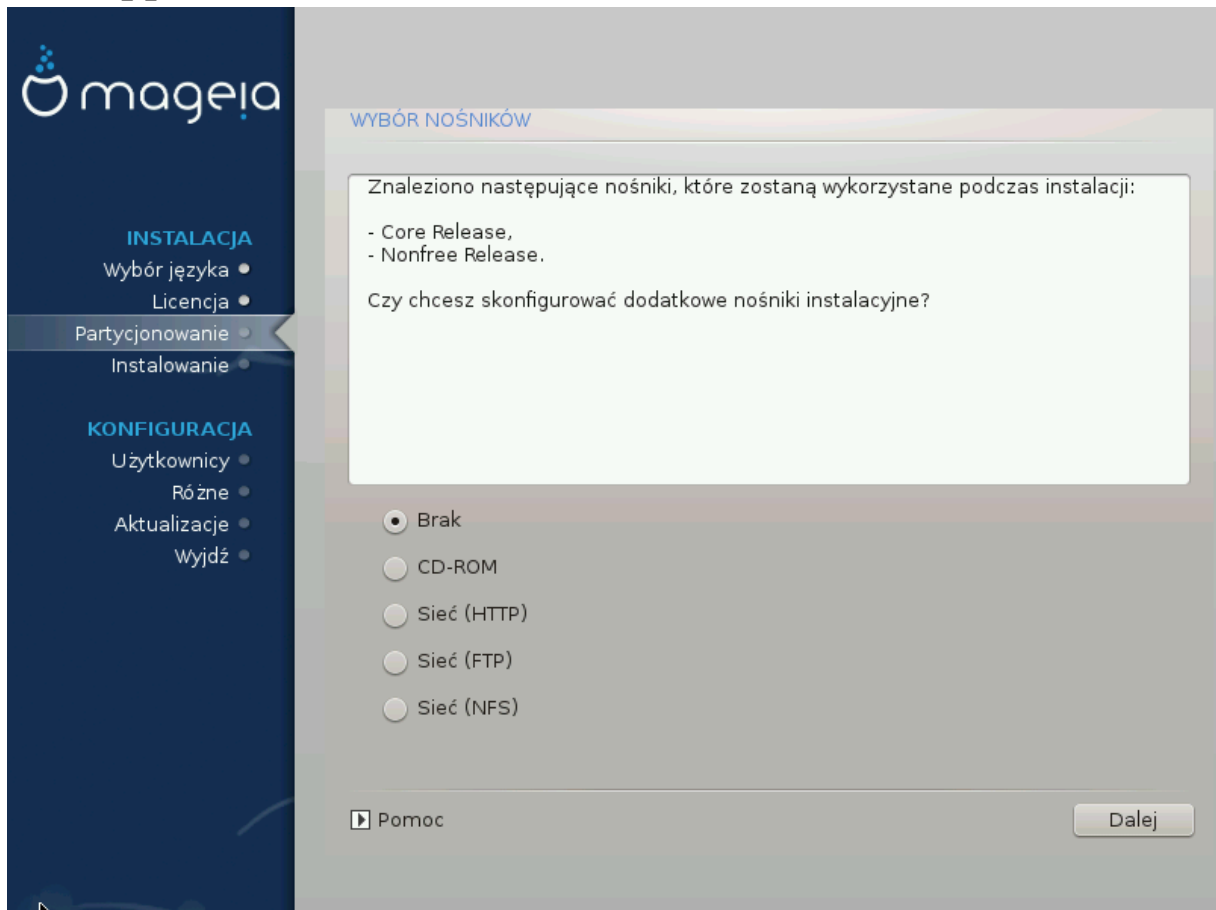 mageia
INSTALACJA
Wybór języka
Licencja
Partycjonowanie
Instalowanie
KONFIGURACJA
Użytkownicy
Różne
Aktualizacje
Wyjdź
WYBÓR NOŚNIKÓW
Znaleziono następujące nośniki, które zostaną wykorzystane podczas instalacji:
- Core Release,
- Nonfree Release.
Czy chcesz skonfigurować dodatkowe nośniki instalacyjne?
Brak
CD-ROM
Sieć (HTTP)
Sieć (FTP)
Sieć (NFS)
Pomoc
Dalej